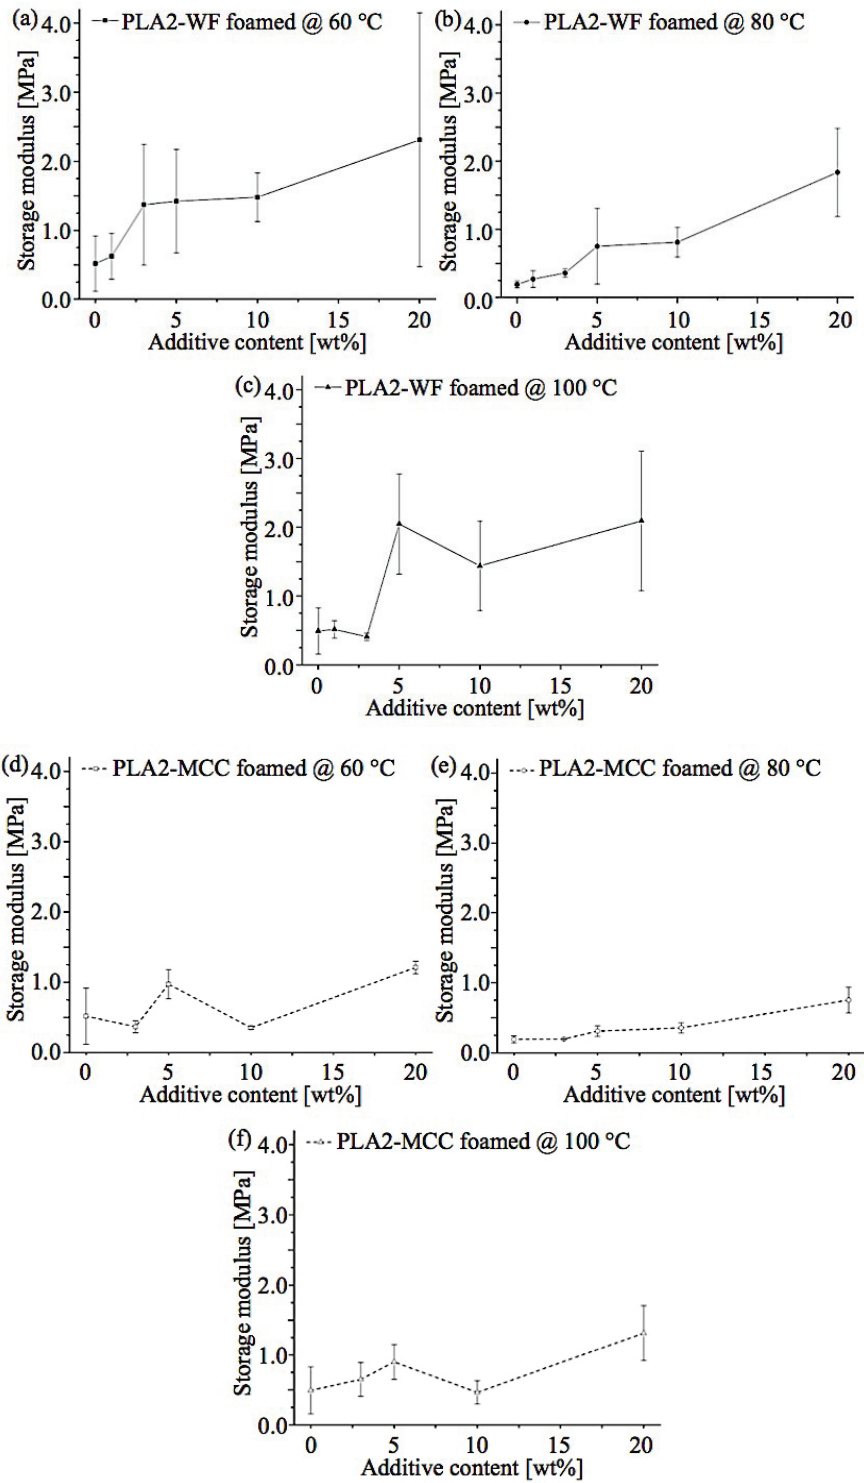 (a)
PLA2-WF foamed @ 60 °C
4.0
3.0
2.0
1.0
0.0
Storage modulus [MPa]
0 5 10 15 20
Additive content [wt%]
(b)
PLA2-WF foamed @ 80 °C
4.0
3.0
2.0
1.0
0.0
Storage modulus [MPa]
0 5 10 15 20
Additive content [wt%]
(c)
PLA2-WF foamed @ 100 °C
4.0
3.0
2.0
1.0
0.0
Storage modulus [MPa]
0 5 10 15 20
Additive content [wt%]
(d)
PLA2-MCC foamed @ 60 °C
4.0
3.0
2.0
1.0
0.0
Storage modulus [MPa]
0 5 10 15 20
Additive content [wt%]
(e)
PLA2-MCC foamed @ 80 °C
4.0
3.0
2.0
1.0
0.0
Storage modulus [MPa]
0 5 10 15 20
Additive content [wt%]
(f)
PLA2-MCC foamed @ 100 °C
4.0
3.0
2.0
1.0
0.0
Storage modulus [MPa]
0 5 10 15 20
Additive content [wt%]